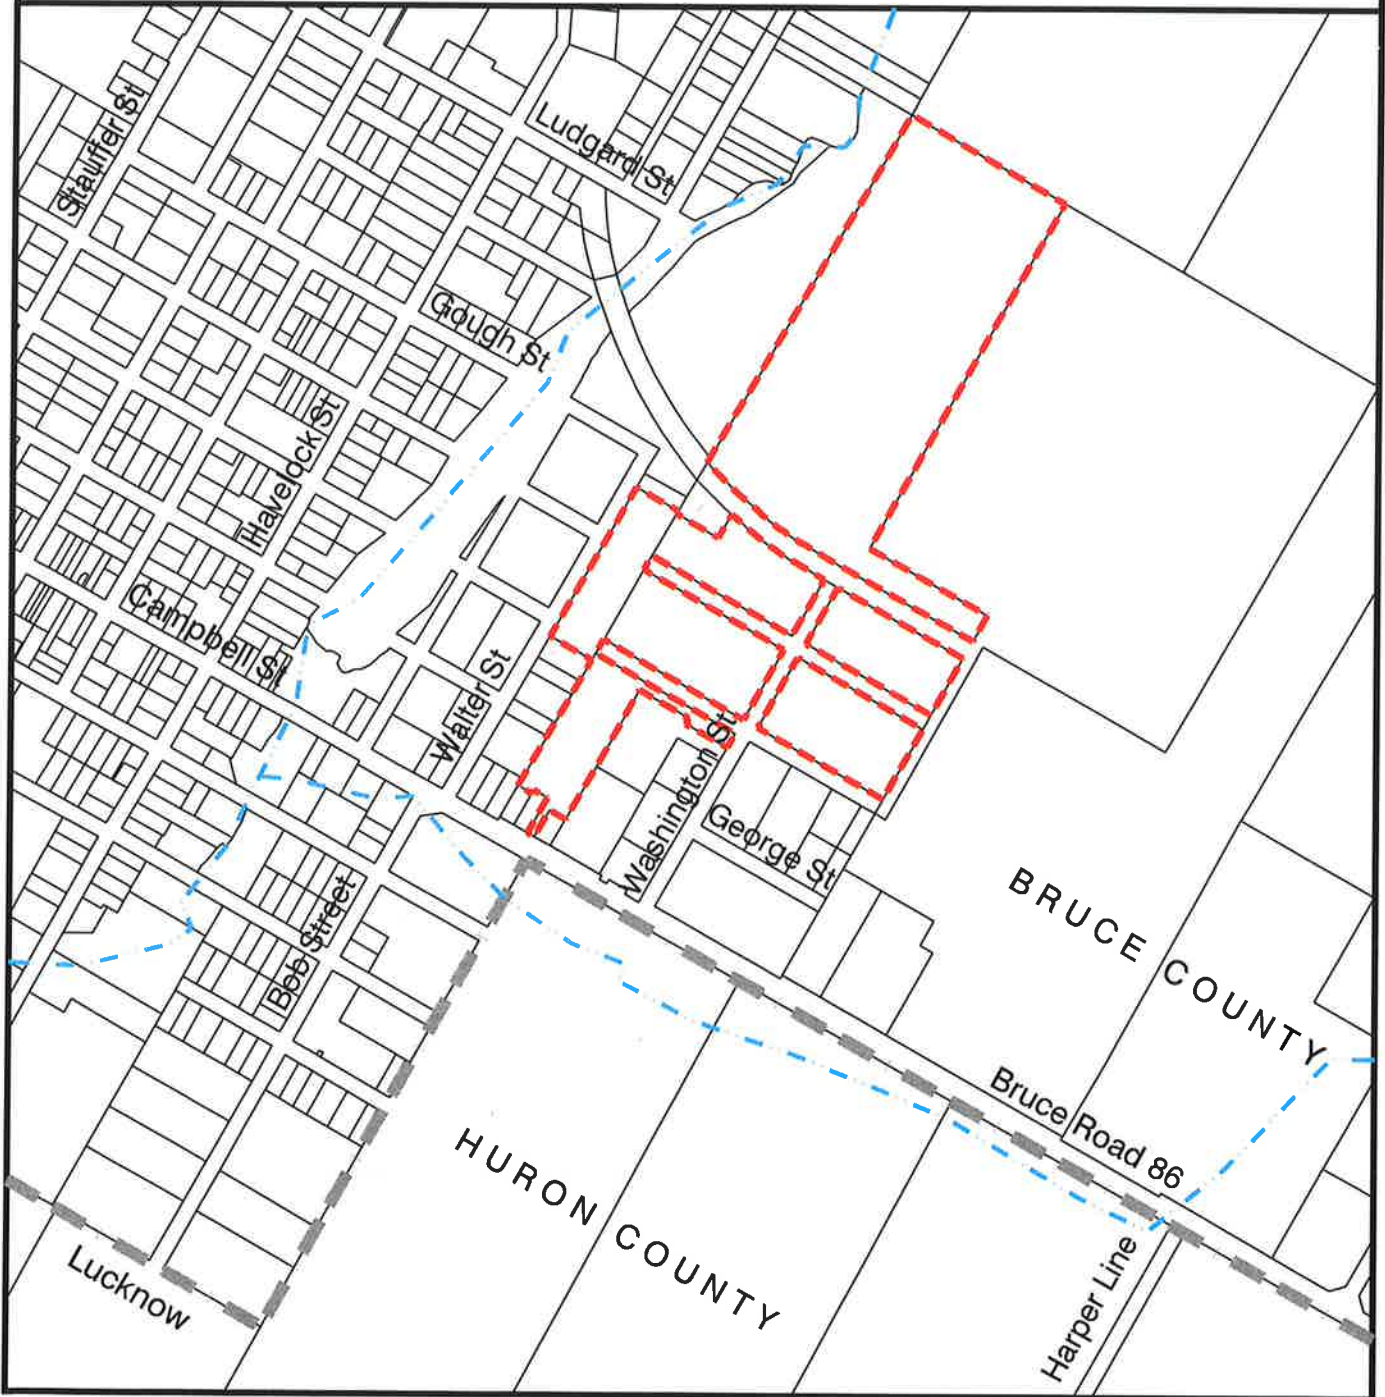 Stauffer St
Ludgard St
Gough St
Havelock St
Campbell St
Walter St
Washington St
George St
Bob Street
BRUCE COUNTY
Bruce Road 86
HURON COUNTY
Harper Line
Lucknow